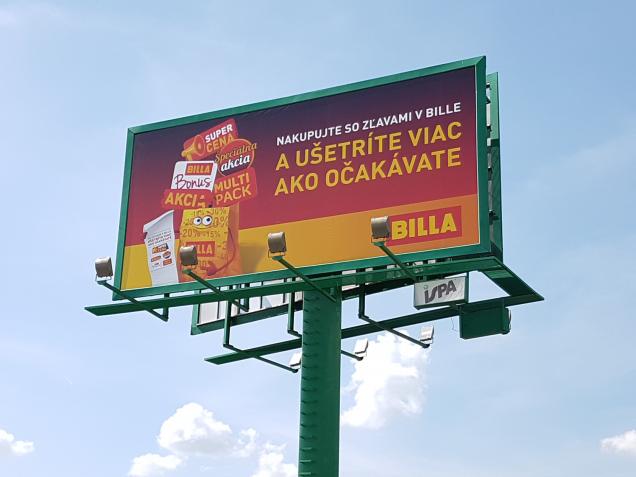 NAKUPUJTE SO ZĽAVAMI V BILLE
A UŠETRÍTE VIAC
AKO OČAKÁVATE
BILLA
SUPER
CENA
Špeciálna
akcia
BILLA
Bonus
MULTI
PACK
AKCIA
BILLA
ISPA